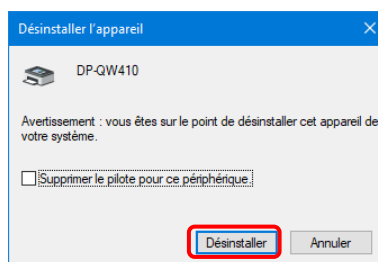 Désinstaller l'appareil
DP-QW410
Avertissement : vous êtes sur le point de désinstaller cet appareil de
votre système.
Supprimer le pilote pour ce périphérique.
Désinstaller
Annuler